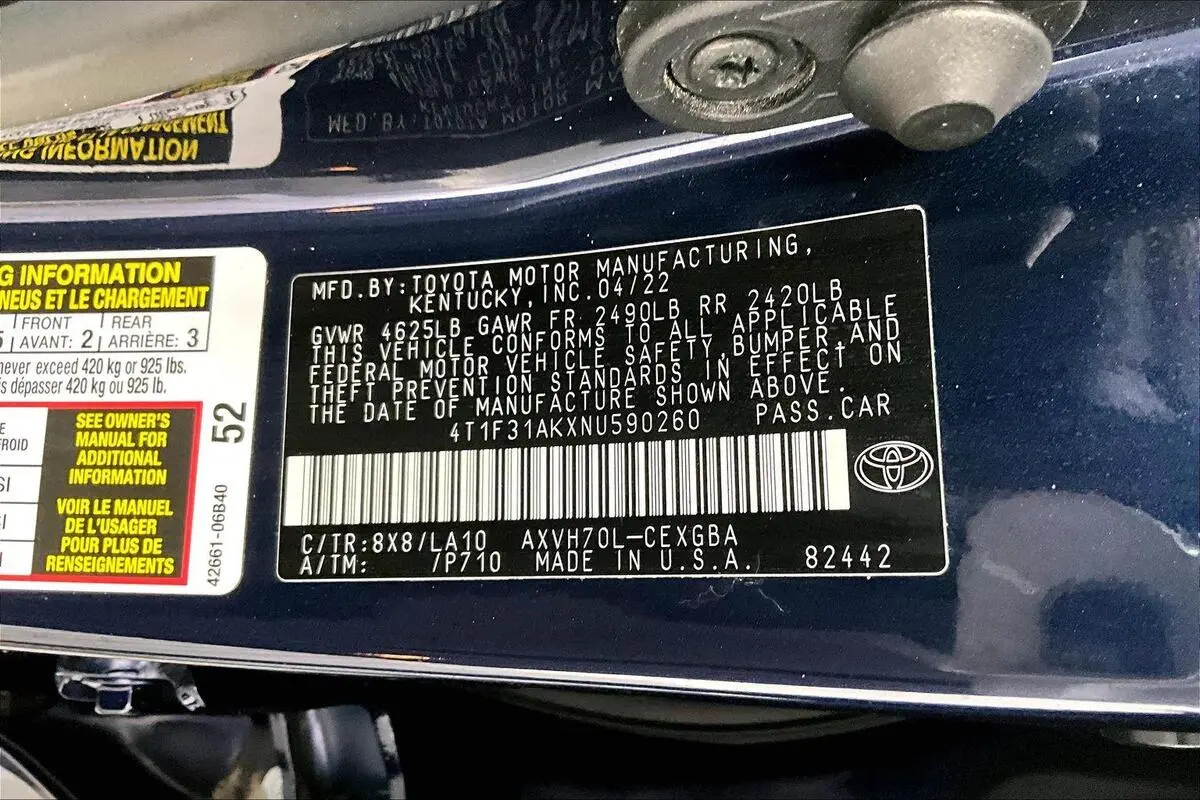 G INFORMATION
NEUS ET LE CHARGEMENT
FRONT
AVANT: 2
REAR
ARRIÈRE: 3
never exceed 420 kg or 925 lbs.
dépasser 420 kg ou 925 lb.
SEE OWNER'S
MANUAL FOR
ADDITIONAL
INFORMATION
VOIR LE MANUEL
DE L'USAGER
POUR PLUS DE
RENSEIGNEMENTS
52
42661-06B40
MFD.BY:TOYOTA MOTOR MANUFACTURING,
KENTUCKY,INC.04/22
GVWR 4625LB GAWR FR 2490LB RR 2420LB
THIS VEHICLE CONFORMS TO ALL APPLICABLE
FEDERAL MOTOR VEHICLE SAFETY,BUMPER,AND
THEFT PREVENTION STANDARDS IN EFFECT ON
THE DATE OF MANUFACTURE SHOWN ABOVE.
4T1F31AKXNU590260 PASS.CAR
C/TR:8X8/LA10 AXVH70L-CEXGBA
A/TM: /P710 MADE IN U.S.A. 82442